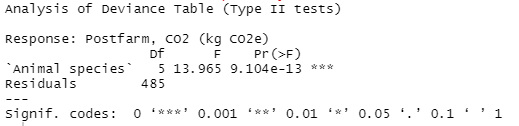 Analysis of Deviance Table (Type II tests)
Response: Postfarm, CO2 (kg CO2e)
Df F Pr(>F)
`Animal species` 5 13.965 9.104e-13 ***
Residuals 485
---
Signif. codes: 0 ‘***’ 0.001 ‘**’ 0.01 ‘*’ 0.05 ‘.’ 0.1 ‘ ’ 1